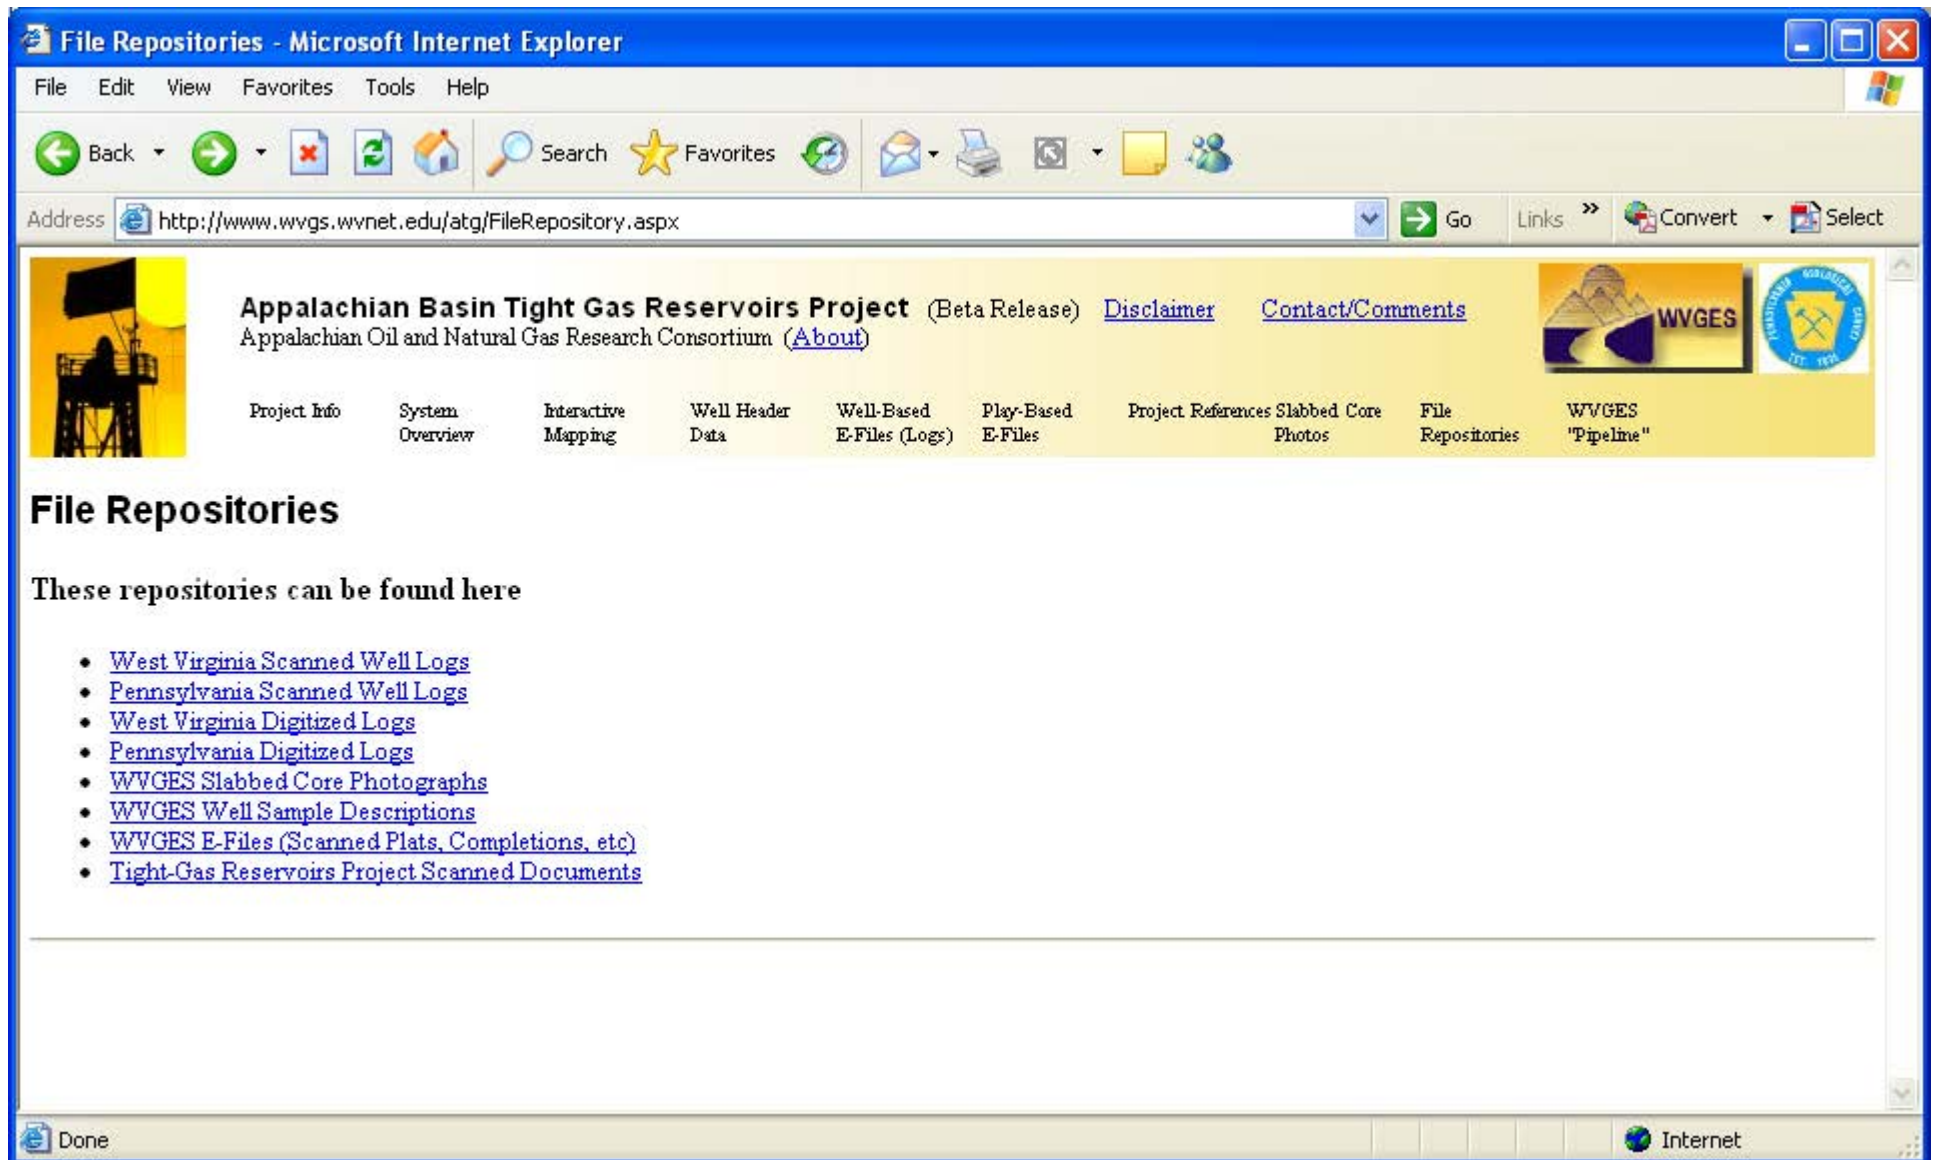 File Repositories - Microsoft Internet Explorer
File Edit View Favorites Tools Help
Back Search Favorites
Address http://www.wvgs.wvnet.edu/atg/FileRepository.aspx Go Links » Convert Select
Appalachian Basin Tight Gas Reservoirs Project (Beta Release) Disclaimer Contact/Comments
Appalachian Oil and Natural Gas Research Consortium (About)
WVGES
PENNSYLVANIA GEOLOGICAL SURVEY
EST. 1836
Project Info System Interactive Well Header Well-Based Play-Based Project References Slabbed Core File WVGES
Overview Mapping Data E-Files (Logs) E-Files Photos Repositories "Pipeline"
File Repositories
These repositories can be found here
• West Virginia Scanned Well Logs
• Pennsylvania Scanned Well Logs
• West Virginia Digitized Logs
• Pennsylvania Digitized Logs
• WVGES Slabbed Core Photographs
• WVGES Well Sample Descriptions
• WVGES E-Files (Scanned Plats, Completions, etc)
• Tight-Gas Reservoirs Project Scanned Documents
Done Internet